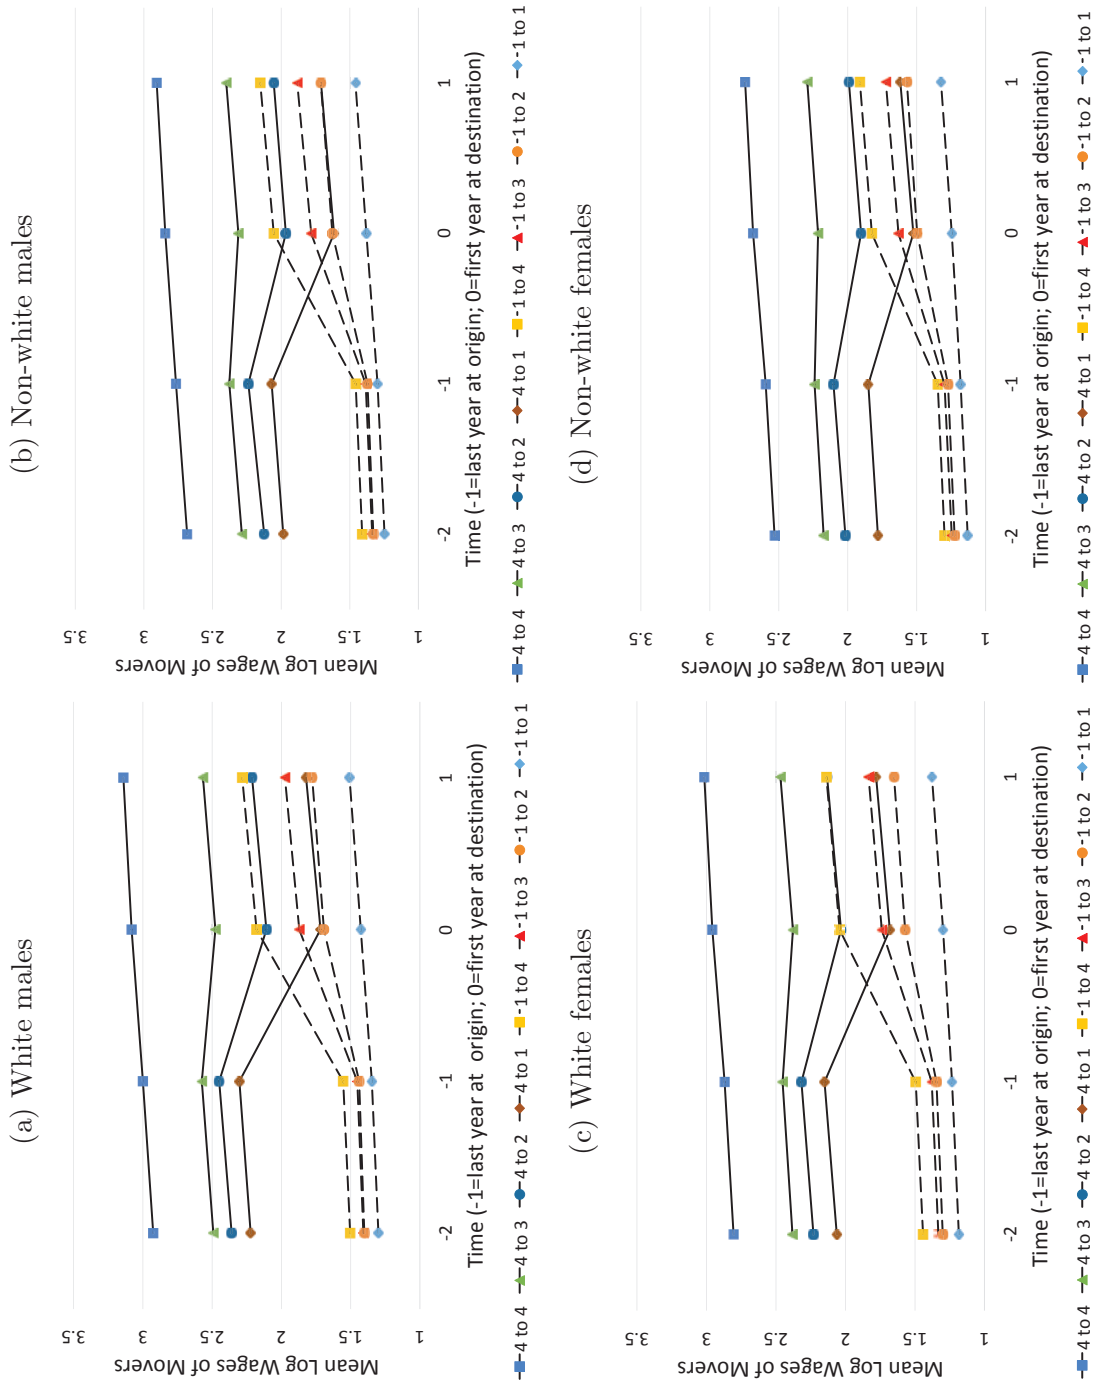 (a) White males
3.5
3
2.5
2
1.5
1
Mean Log Wages of Movers
-2
-1
0
1
Time (-1=last year at origin; 0=first year at destination)
4 to 4
4 to 3
4 to 2
4 to 1
1 to 4
1 to 3
1 to 2
1 to 1
(b) Non-white males
3.5
3
2.5
2
1.5
1
Mean Log Wages of Movers
-2
-1
0
1
Time (-1=last year at origin; 0=first year at destination)
4 to 4
4 to 3
4 to 2
4 to 1
1 to 4
1 to 3
1 to 2
1 to 1
(c) White females
3.5
3
2.5
2
1.5
1
Mean Log Wages of Movers
-2
-1
0
1
Time (-1=last year at origin; 0=first year at destination)
4 to 4
4 to 3
4 to 2
4 to 1
1 to 4
1 to 3
1 to 2
1 to 1
(d) Non-white females
3.5
3
2.5
2
1.5
1
Mean Log Wages of Movers
-2
-1
0
1
Time (-1=last year at origin; 0=first year at destination)
4 to 4
4 to 3
4 to 2
4 to 1
1 to 4
1 to 3
1 to 2
1 to 1